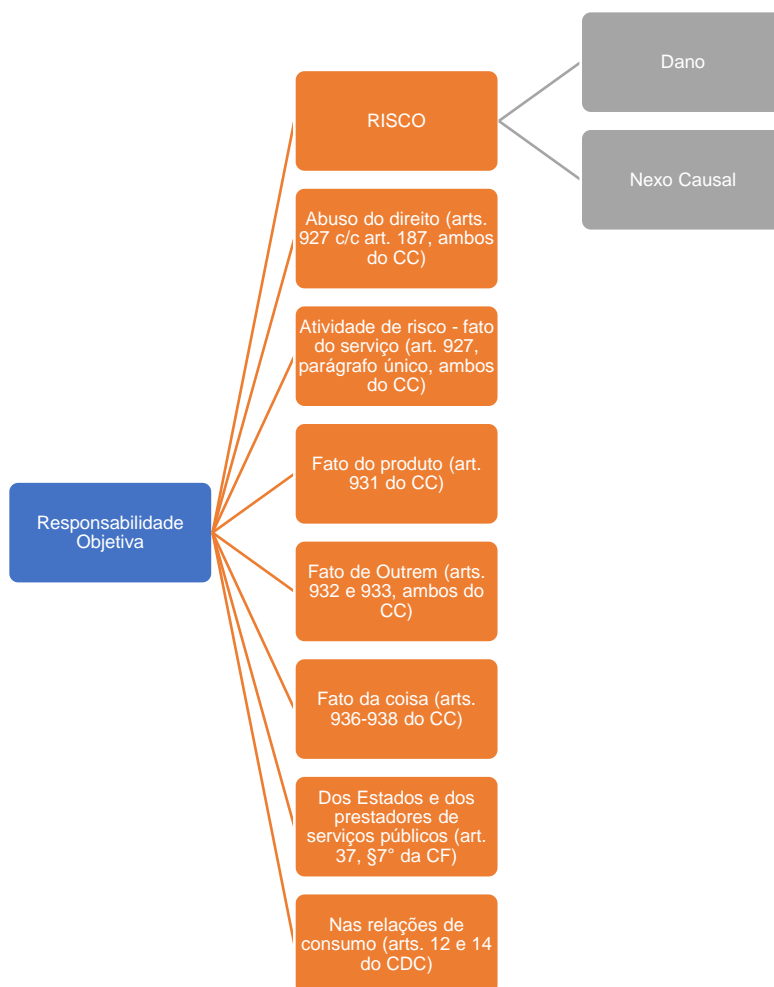 Responsabilidade
Objetiva
RISCO
Dano
Nexo Causal
Abuso do direito (arts.
927 c/c art. 187, ambos
do CC)
Atividade de risco - fato
do serviço (art. 927,
parágrafo único, ambos
do CC)
Fato do produto (art.
931 do CC)
Fato de Outrem (arts.
932 e 933, ambos do
CC)
Fato da coisa (arts.
936-938 do CC)
Dos Estados e dos
prestadores de
serviços públicos (art.
37, §7° da CF)
Nas relações de
consumo (arts. 12 e 14
do CDC)